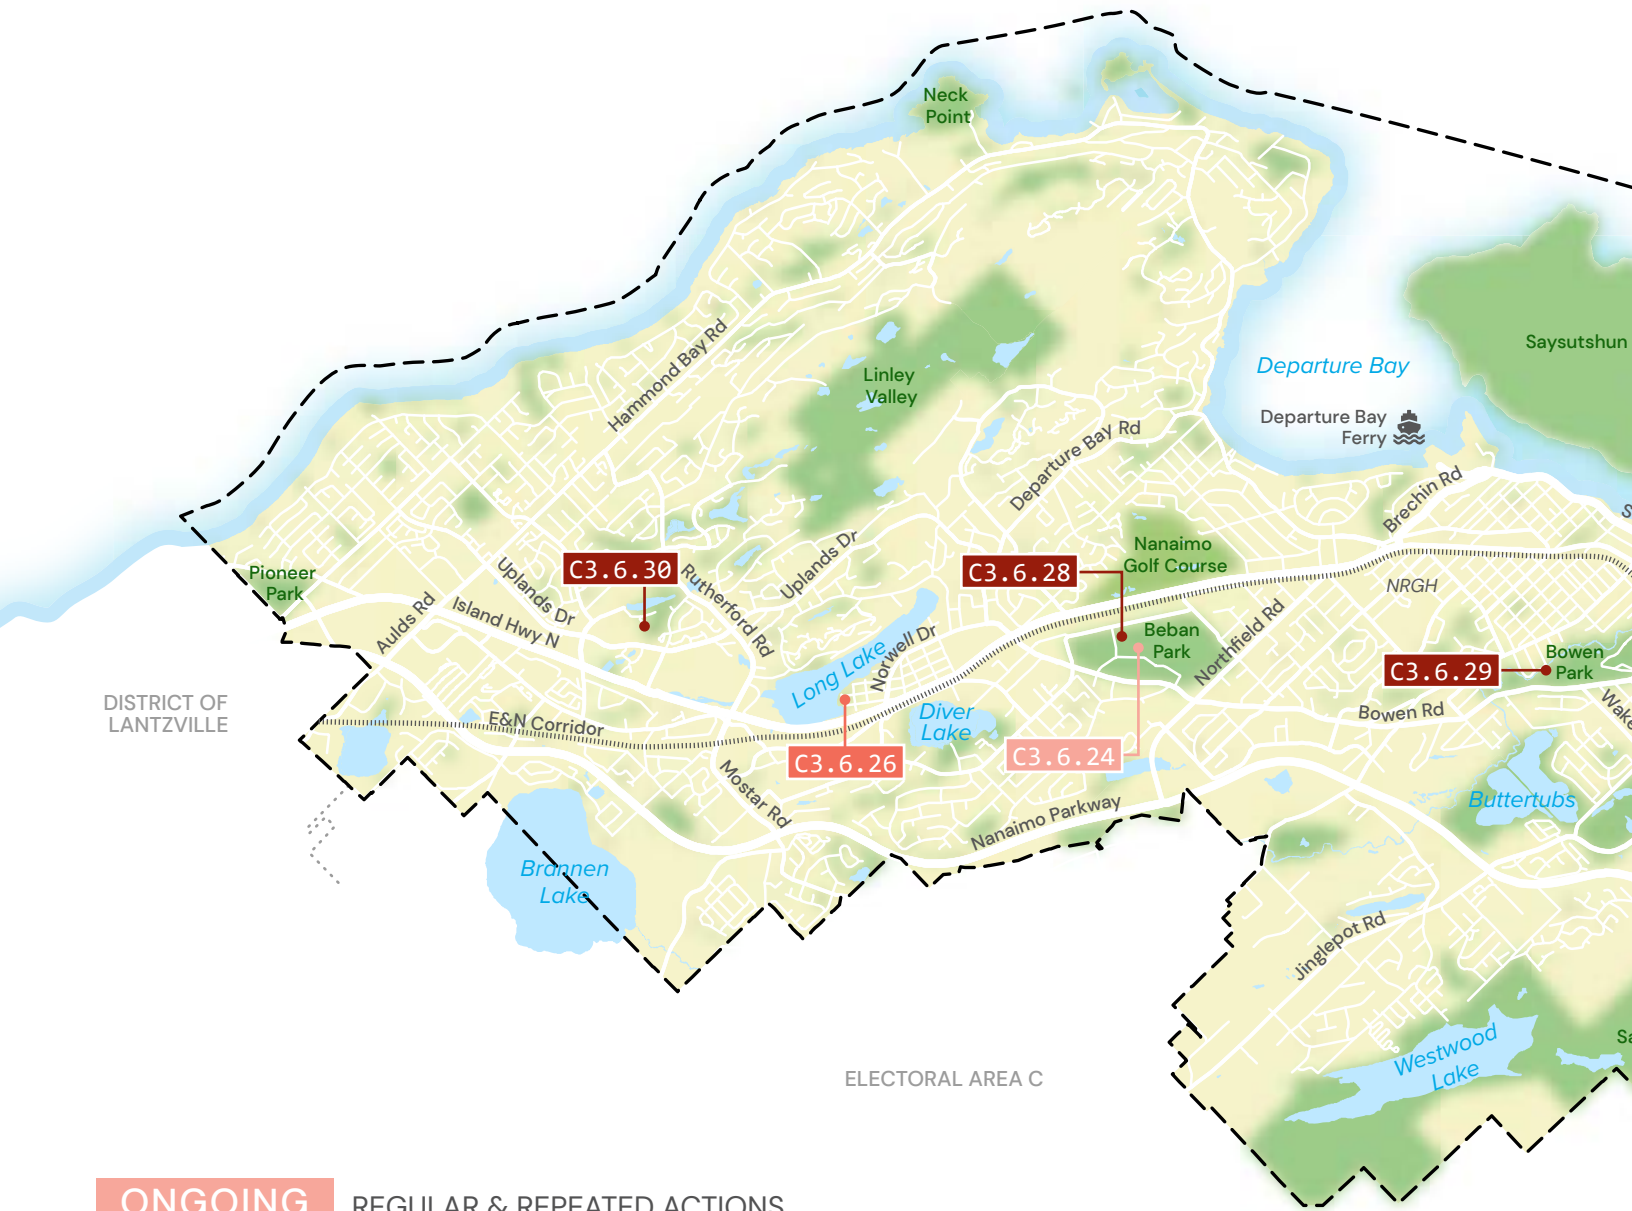 Neck
Point
Hammond Bay Rd
Linley
Valley
Departure Bay
Saysutshun
Departure Bay
Ferry
Departure Bay Rd
Brechin Rd
Nanaimo
Golf Course
Pioneer
Park
C3.6.30
C3.6.28
Uplands Dr
Uplands Dr
Rutherford Rd
Aulds Rd
Island Hwy N
NRGH
Beban
Park
Northfield Rd
Norwell Dr
Long Lake
C3.6.29
Bowen
Park
DISTRICT OF
LANTZVILLE
E&N Corridor
Diver
Lake
Bowen Rd
C3.6.26
C3.6.24
Mostar Rd
Nanaimo Parkway
Buttertubs
Brannen
Lake
Jinglepot Rd
Westwood
Lake
ELECTORAL AREA C
ONGOING
REGULAR & REPEATED ACTIONS